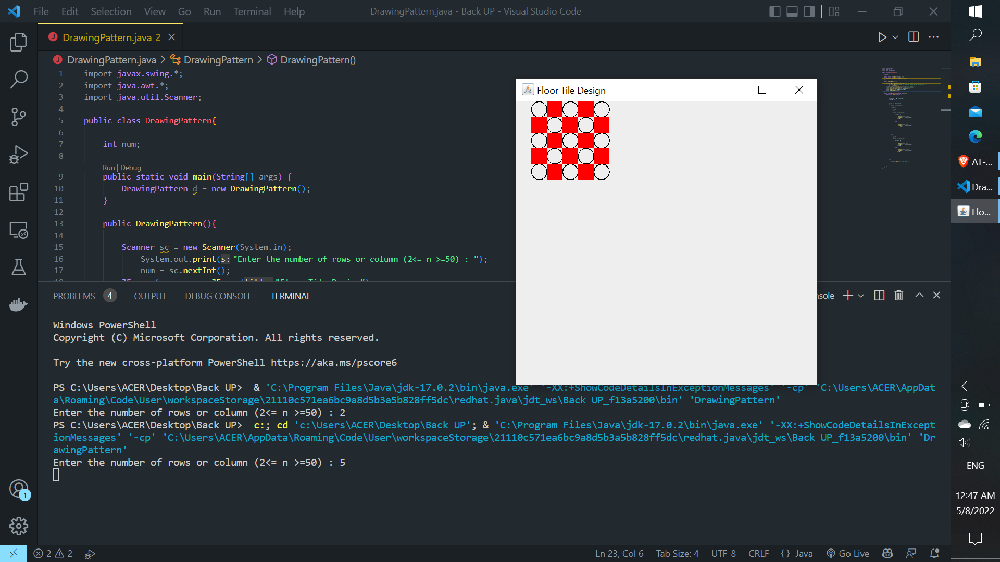 File Edit Selection View Go Run Terminal Help DrawingPattern.java - Back UP - Visual Studio Code
DrawingPattern.java 2
DrawingPattern.java > DrawingPattern > DrawingPattern()
1 import javax.swing.*;
2 import java.awt.*;
3 import java.util.Scanner;
4
5 public class DrawingPattern{
6
7 int num;
8
Run | Debug
9 public static void main(String[] args) {
10 DrawingPattern d = new DrawingPattern();
11 }
12
13 public DrawingPattern(){
14
15 Scanner sc = new Scanner(System.in);
16 System.out.print(s:"Enter the number of rows or column (2<= n >=50) : ");
17 num = sc.nextInt();
Floor Tile Design
PROBLEMS 4 OUTPUT DEBUG CONSOLE TERMINAL
Windows PowerShell
Copyright (C) Microsoft Corporation. All rights reserved.
Try the new cross-platform PowerShell https://aka.ms/pscore6
PS C:\Users\ACER\Desktop\Back UP> & 'C:\Program Files\Java\jdk-17.0.2\bin\java.exe' '-XX:+ShowCodeDetailsInExceptionMessages' '-cp' 'C:\Users\ACER\AppDat
a\Roaming\Code\User\workspaceStorage\21110c571ea6bc9a8d5b3a5b828ff5dc\redhat.java\jdt_ws\Back UP_f13a5200\bin' 'DrawingPattern'
Enter the number of rows or column (2<= n >=50) : 2
PS C:\Users\ACER\Desktop\Back UP> c:; cd 'c:\Users\ACER\Desktop\Back UP'; & 'C:\Program Files\Java\jdk-17.0.2\bin\java.exe' '-XX:+ShowCodeDetailsInExcept
ionMessages' '-cp' 'C:\Users\ACER\AppData\Roaming\Code\User\workspaceStorage\21110c571ea6bc9a8d5b3a5b828ff5dc\redhat.java\jdt_ws\Back UP_f13a5200\bin' 'Dr
awingPattern'
Enter the number of rows or column (2<= n >=50) : 5
1
2 2
Ln 23, Col 6 Tab Size: 4 UTF-8 CRLF {} Java Go Live
AT-...
Dra...
Flo...
ENG
12:47 AM
5/8/2022